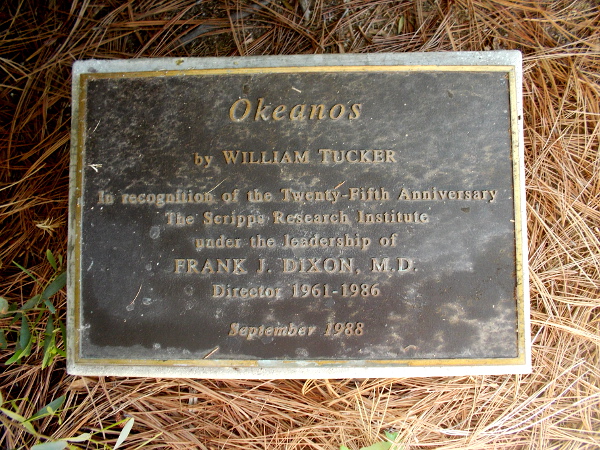 Okeanos
by WILLIAM TUCKER
In recognition of the Twenty-Fifth Anniversary
The Scripps Research Institute
under the leadership of
FRANK J. DIXON, M.D.
Director 1961-1986
September 1988